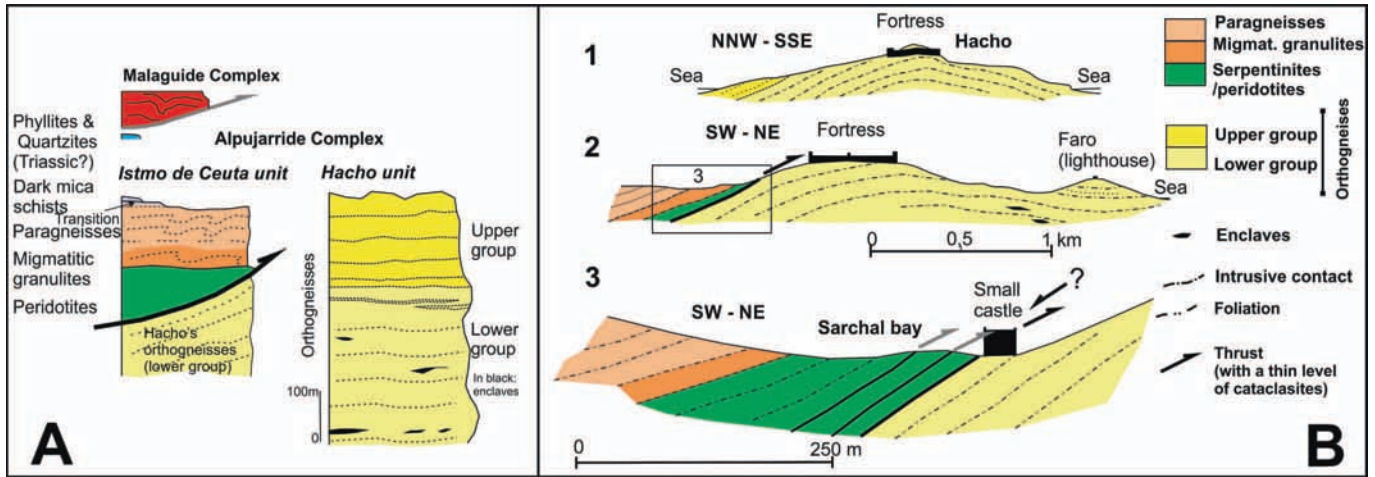 Malaguide Complex
Phyllites &
Quartzites
(Triassic?)
Alpujarride Complex
Istmo de Ceuta unit
Hacho unit
Dark mica
schists
Transition
Paragneisses
Migmatitic
granulites
Peridotites
Hacho's
orthogneisses
(lower group)
Orthogneisses
Upper
group
Lower
group
In black:
enclaves
100m
0
A
1
NNW - SSE
Fortress
Hacho
Sea
Sea
2
SW - NE
Fortress
Faro
(lighthouse)
3
Sea
0
0,5
1 km
3
SW - NE
Sarchal bay
Small
castle
?
0
250 m
Paragneisses
Migmat. granulites
Serpentinites
/peridotites
Upper group
Lower group
Orthogneises
Enclaves
Intrusive contact
Foliation
Thrust
(with a thin level
of cataclasites)
B